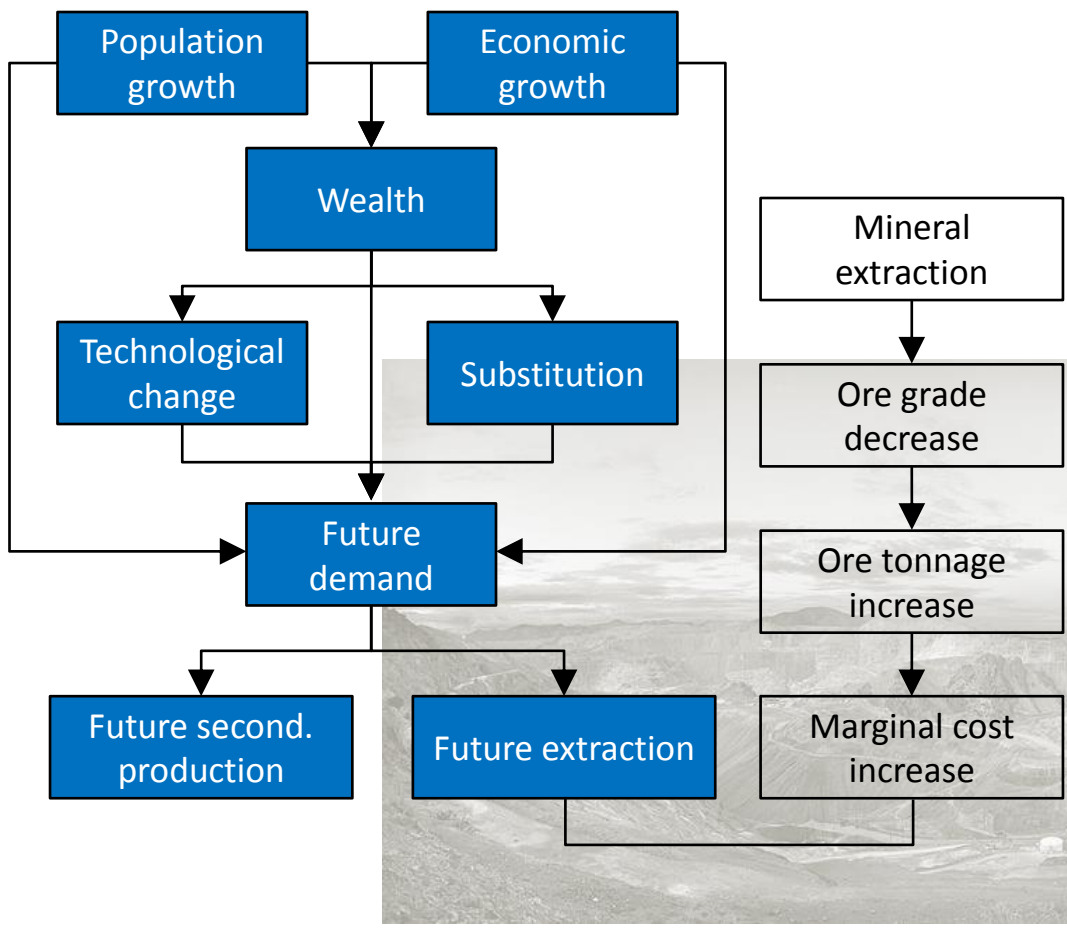 Population
growth
Economic
growth
Wealth
Mineral
extraction
Technological
change
Substitution
Ore grade
decrease
Future
demand
Ore tonnage
increase
Future second.
production
Future extraction
Marginal cost
increase